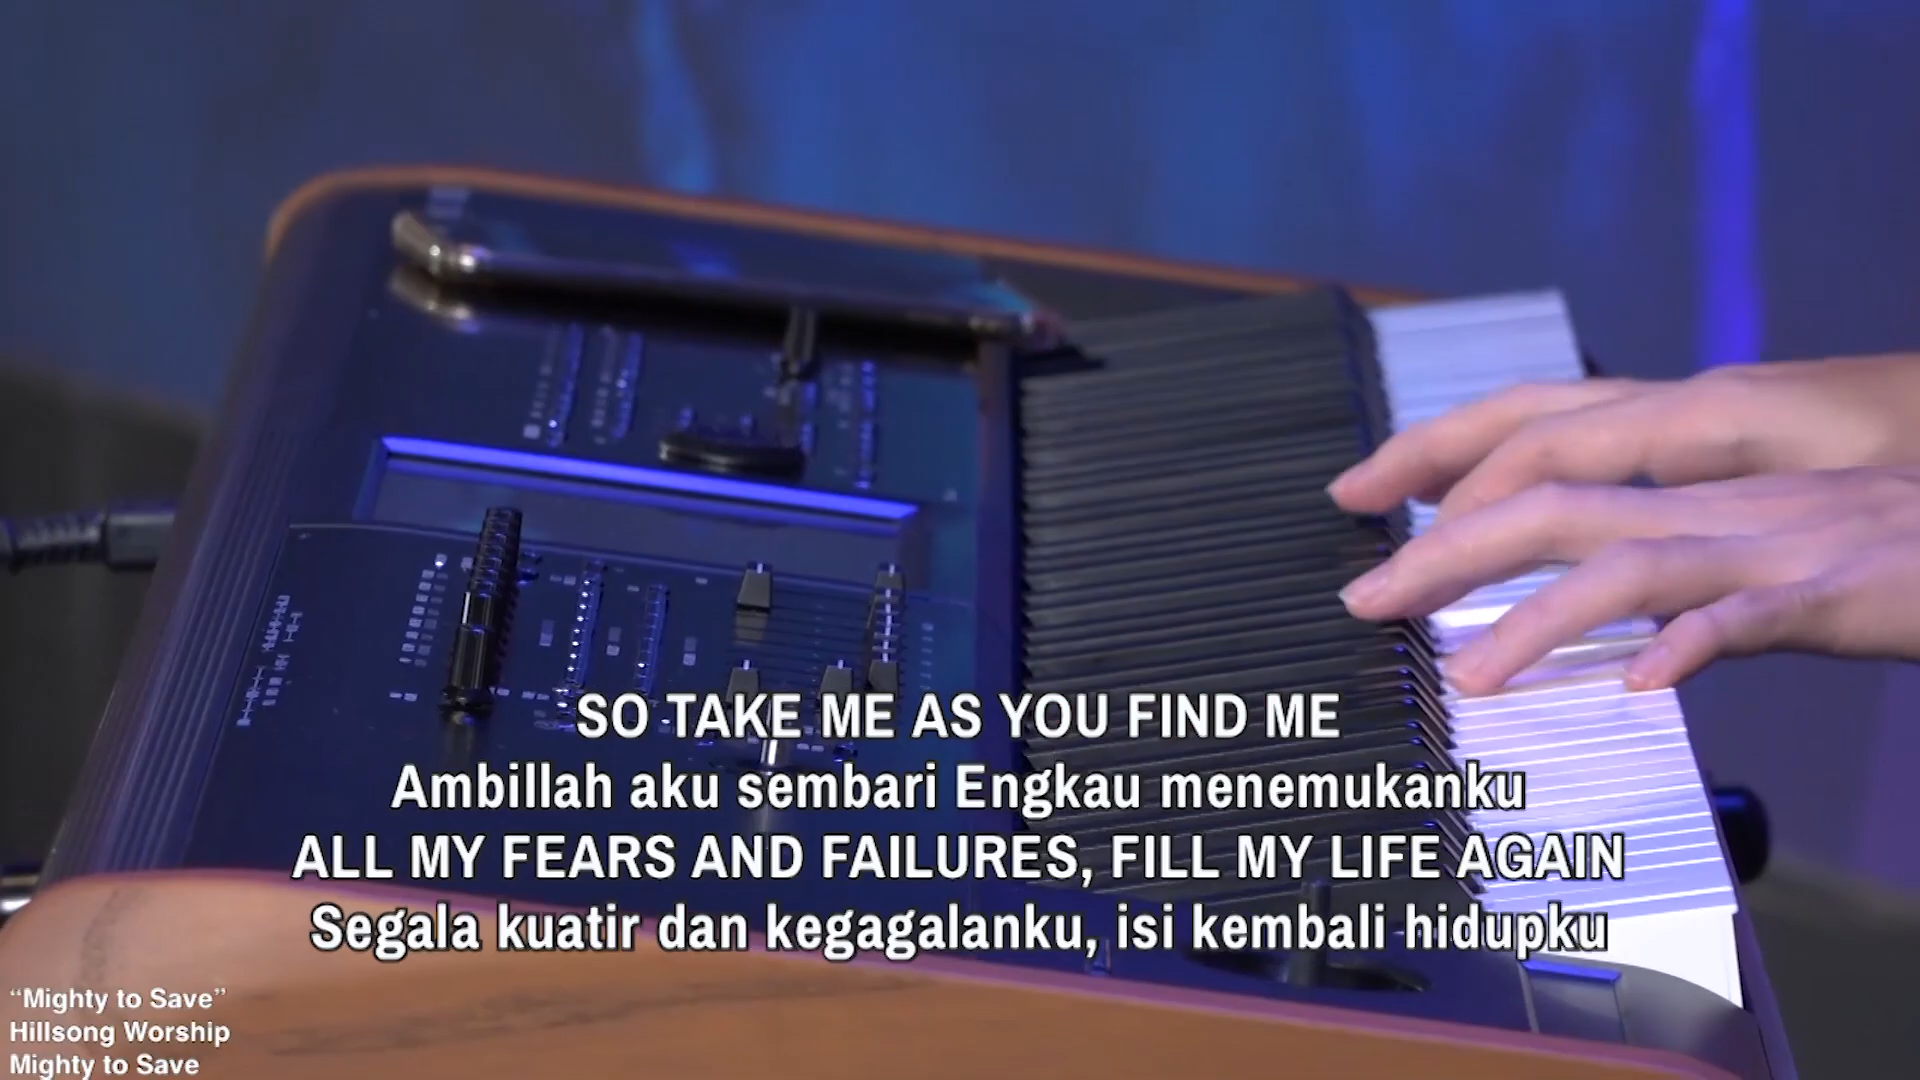 SO TAKE ME AS YOU FIND ME
Ambillah aku sembari Engkau menemukanku
ALL MY FEARS AND FAILURES, FILL MY LIFE AGAIN
Segala kuatir dan kegagalanku, isi kembali hidupku
“Mighty to Save”
Hillsong Worship
Mighty to Save